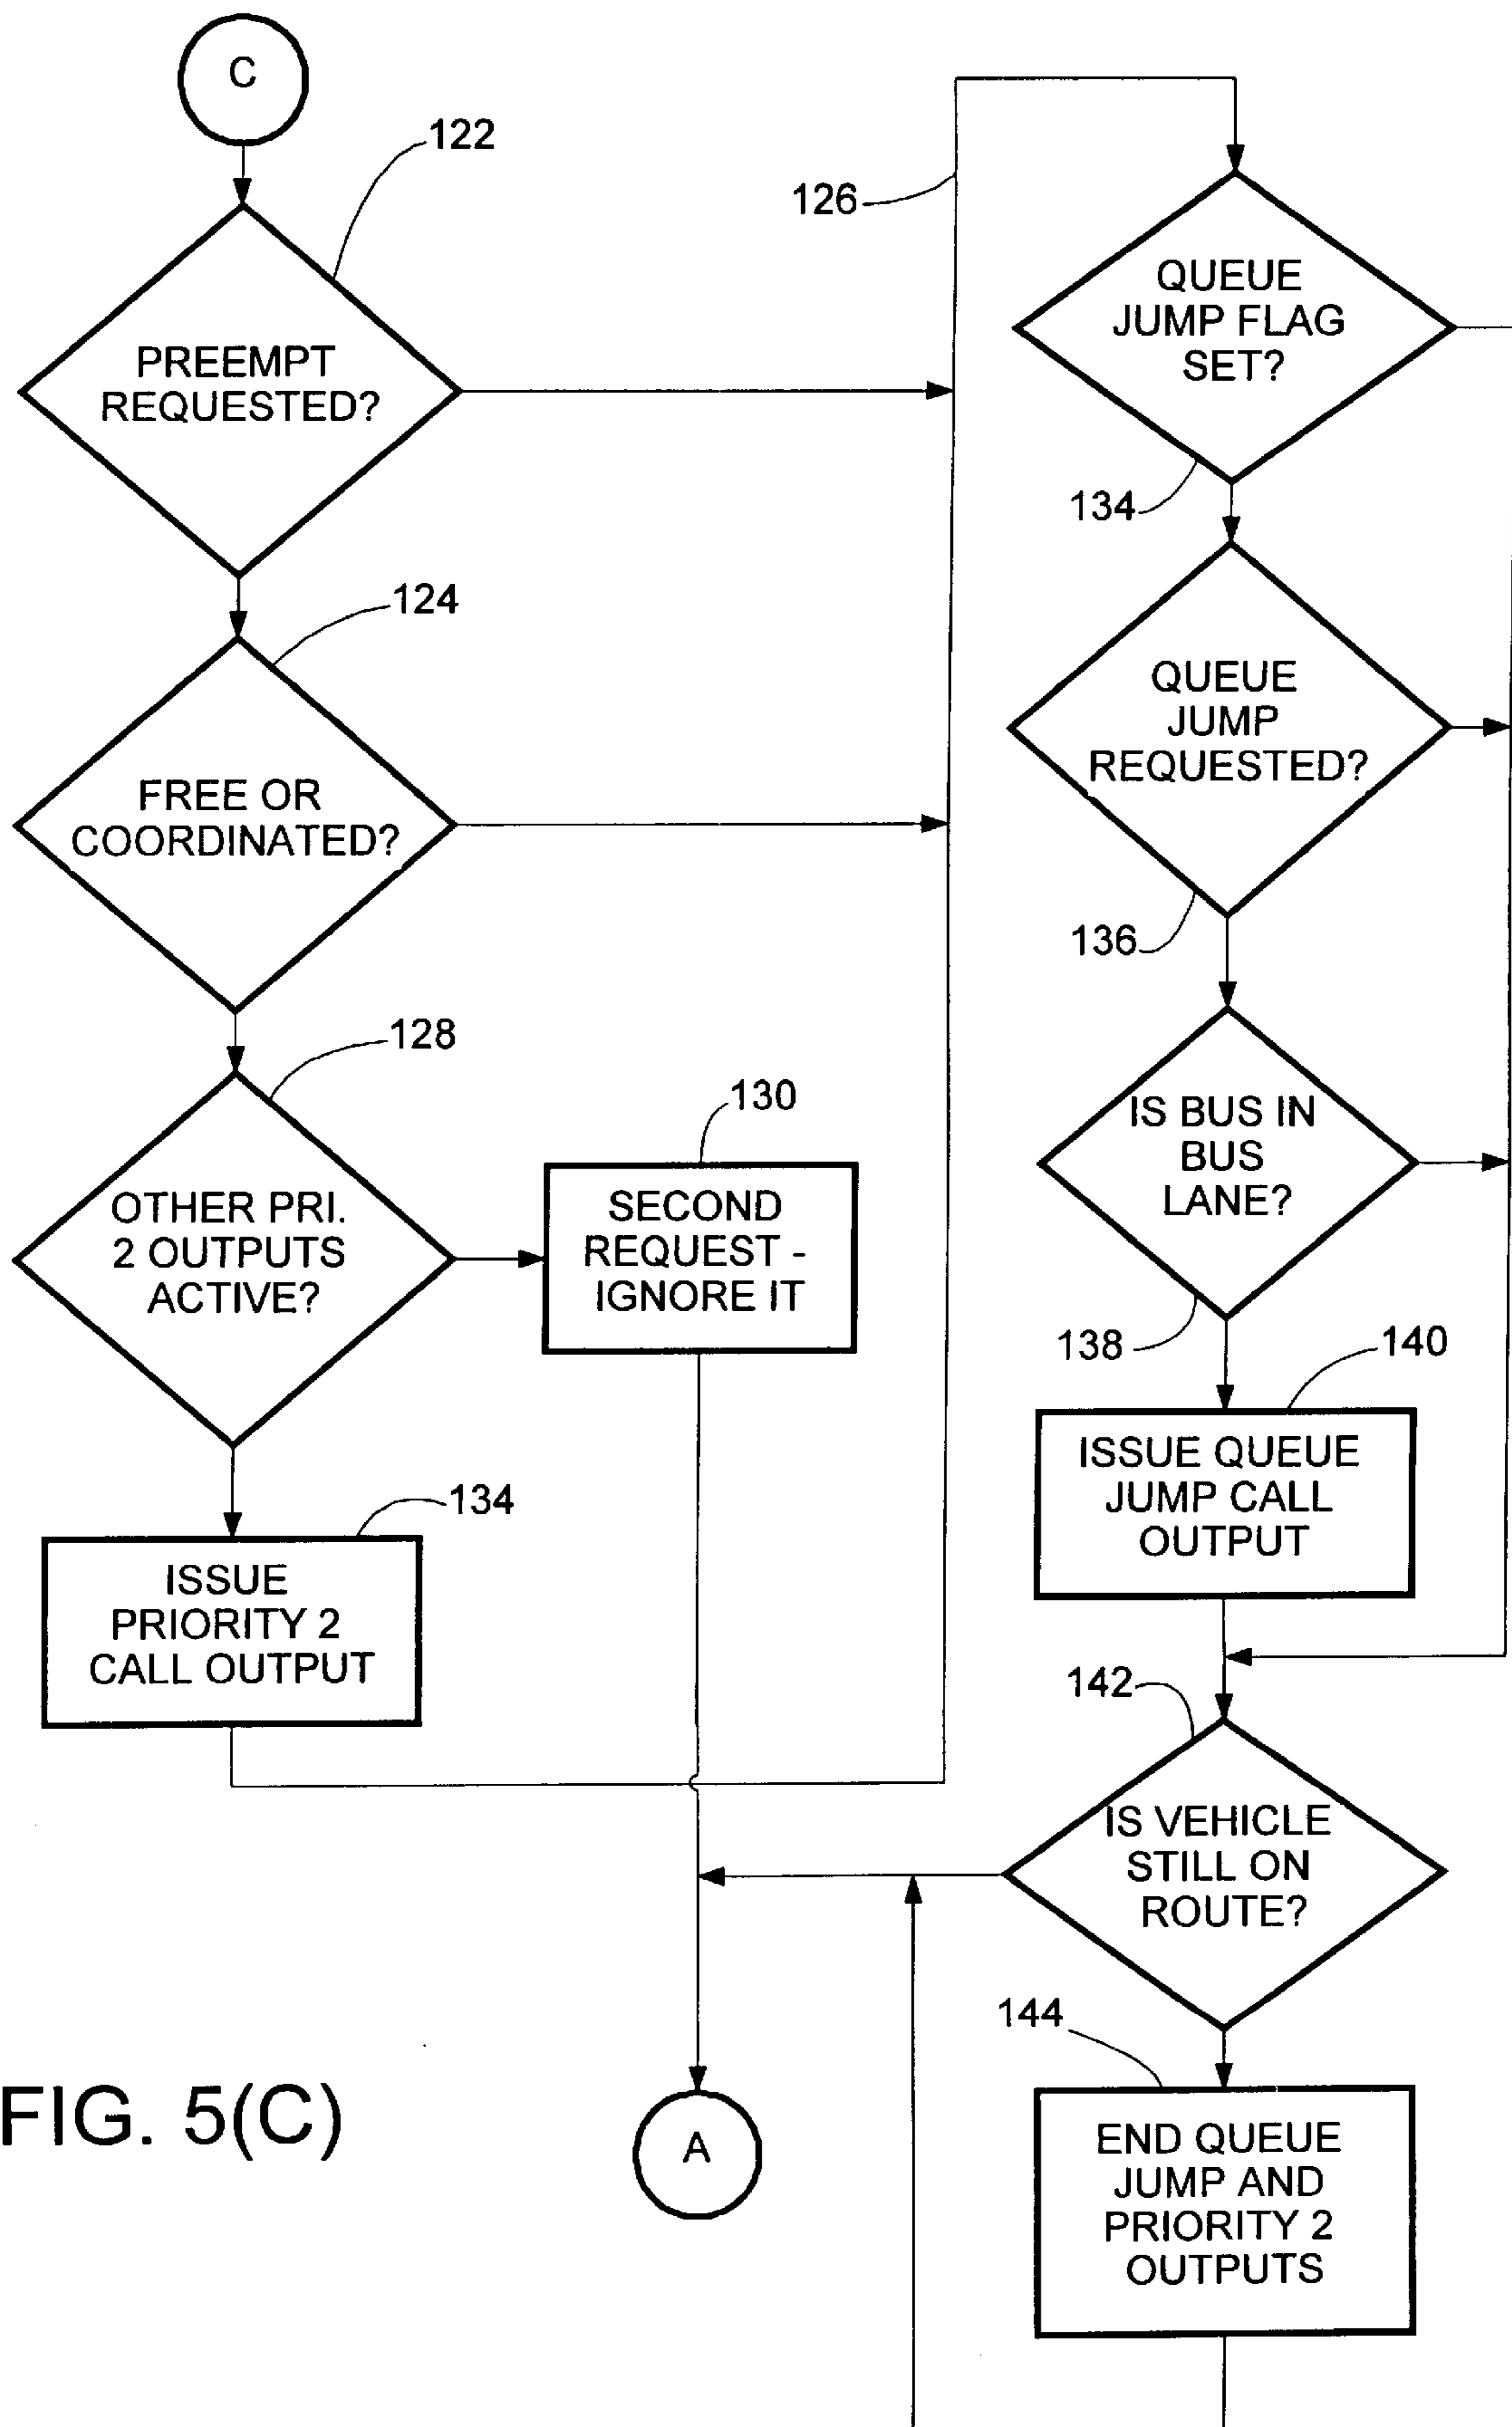 C
122
PREEMPT
REQUESTED?
124
FREE OR
COORDINATED?
128
OTHER PRI.
2 OUTPUTS
ACTIVE?
130
SECOND
REQUEST -
IGNORE IT
134
ISSUE
PRIORITY 2
CALL OUTPUT
126
QUEUE
JUMP FLAG
SET?
134
QUEUE
JUMP
REQUESTED?
136
IS BUS IN
BUS
LANE?
138
140
ISSUE QUEUE
JUMP CALL
OUTPUT
142
IS VEHICLE
STILL ON
ROUTE?
144
END QUEUE
JUMP AND
PRIORITY 2
OUTPUTS
A
FIG. 5(C)